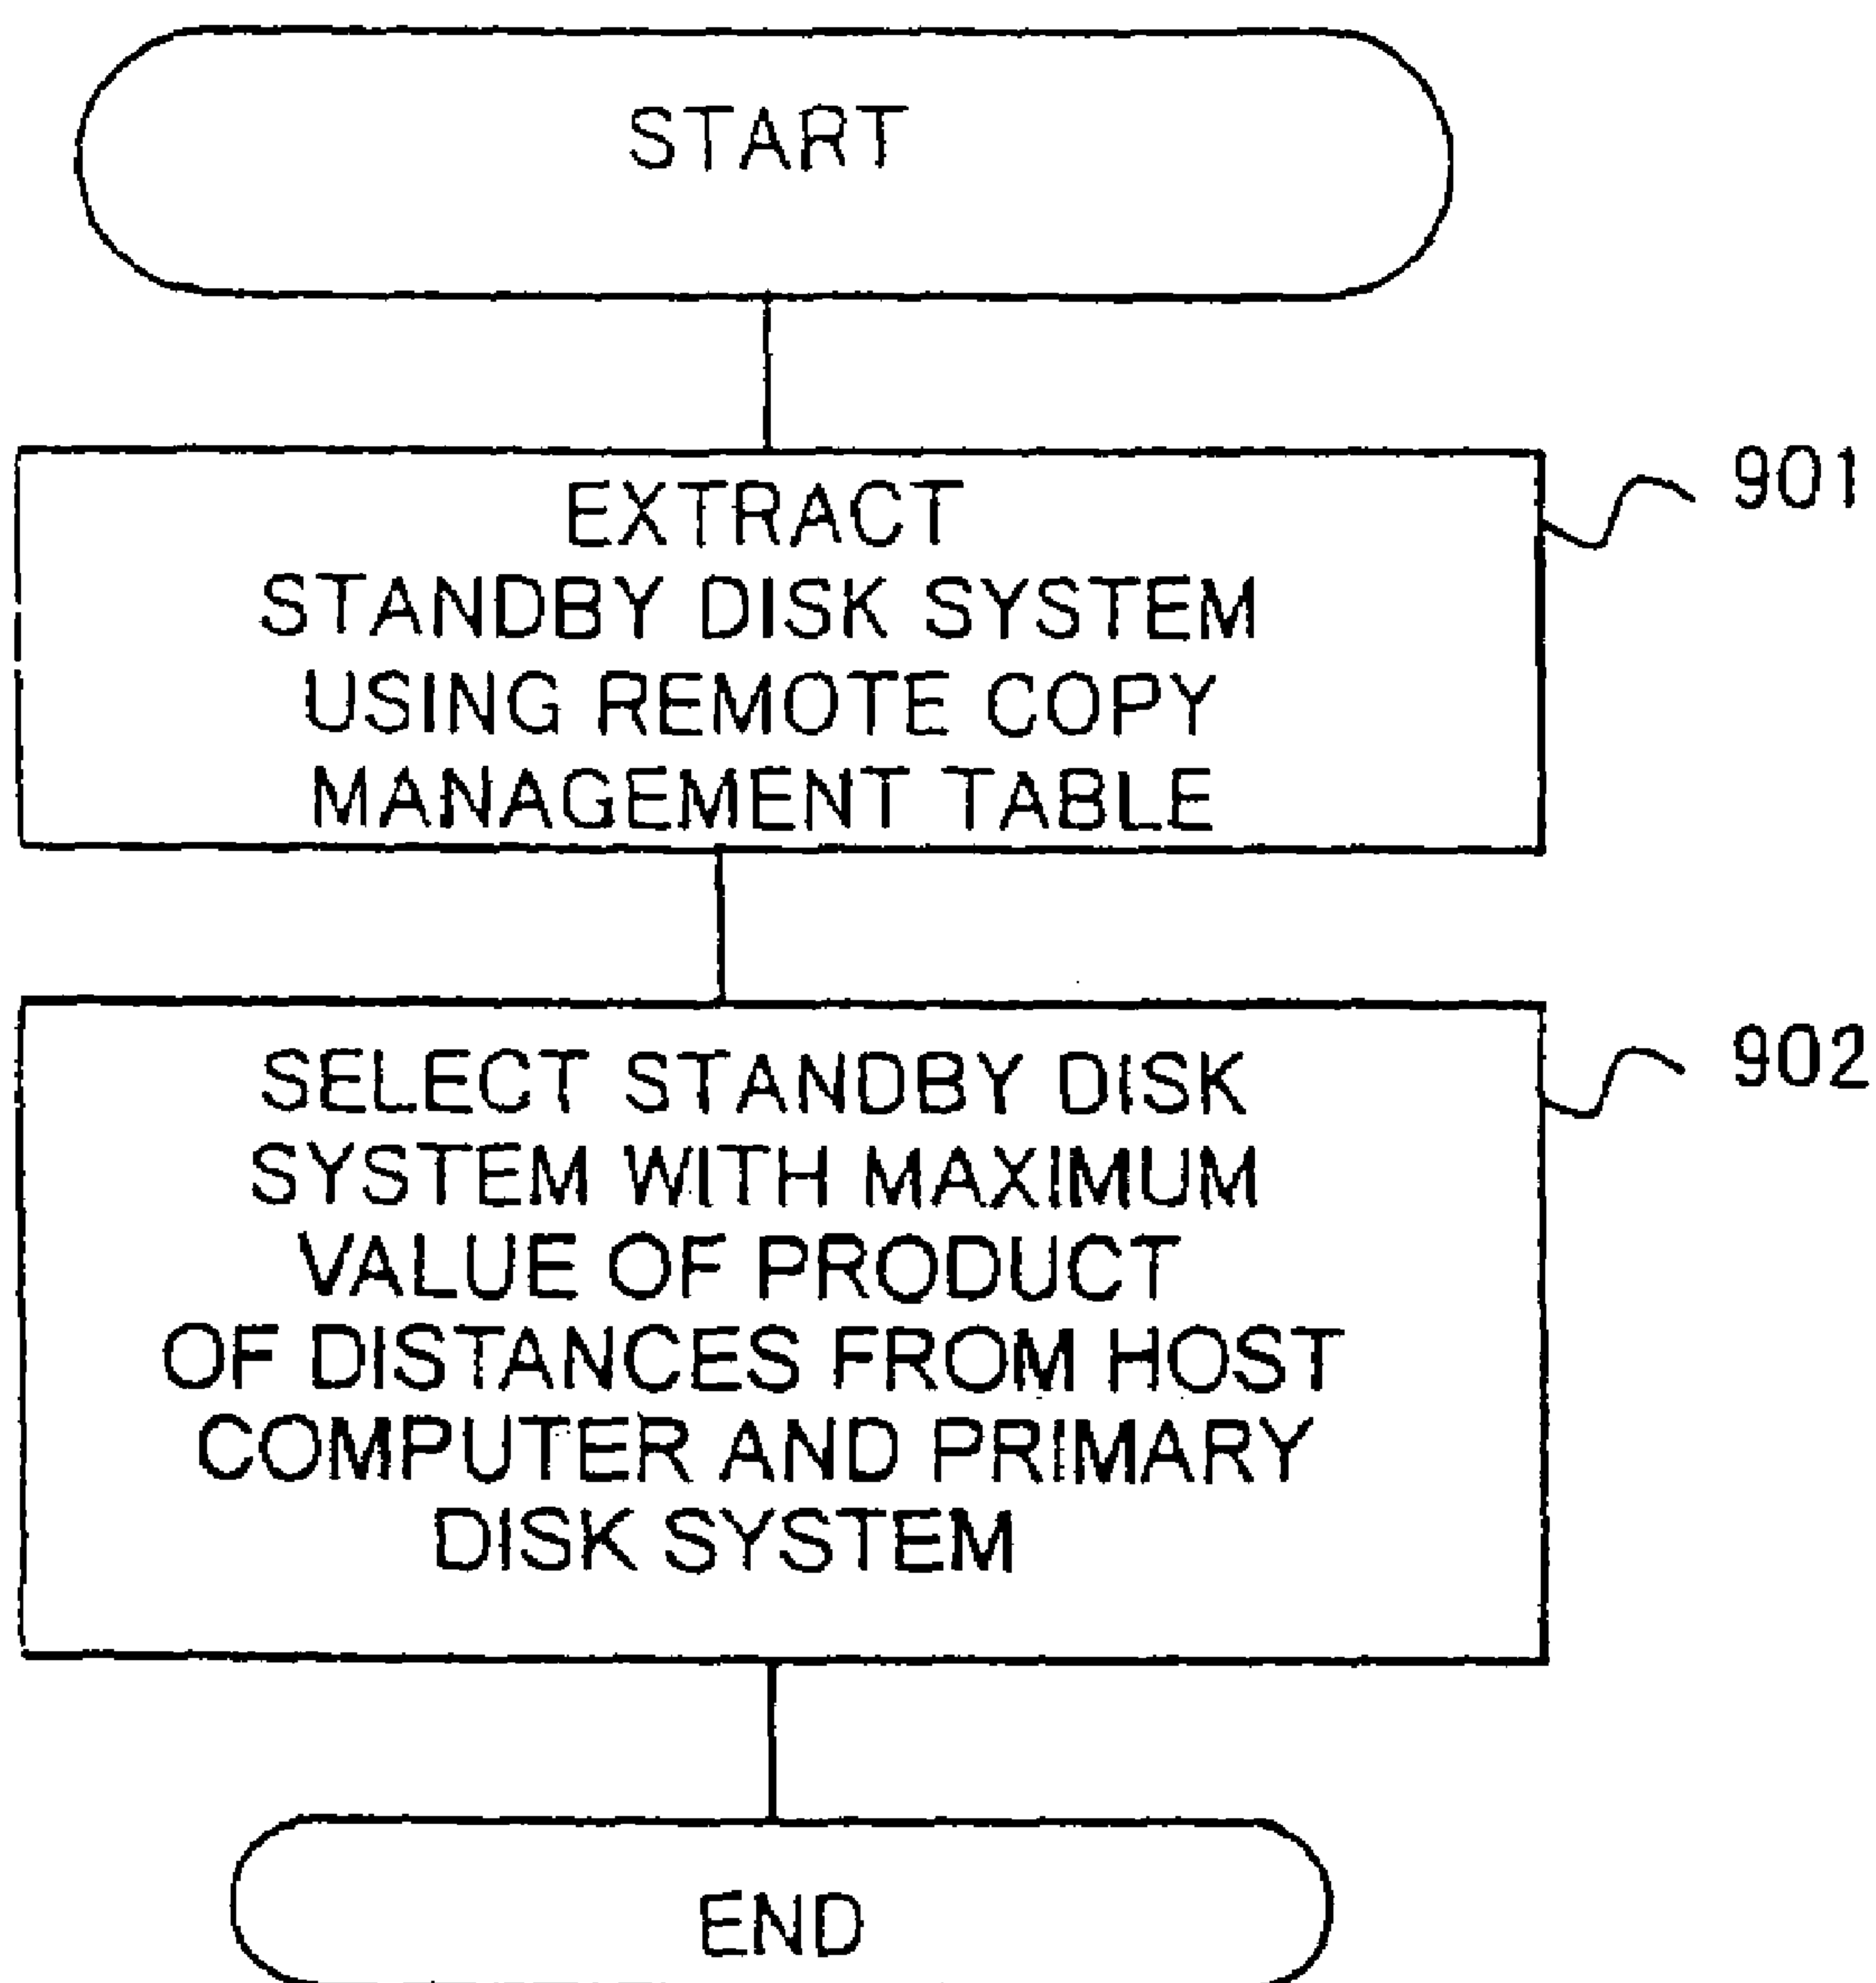 START
EXTRACT
STANDBY DISK SYSTEM
USING REMOTE COPY
MANAGEMENT TABLE
901
SELECT STANDBY DISK
SYSTEM WITH MAXIMUM
VALUE OF PRODUCT
OF DISTANCES FROM HOST
COMPUTER AND PRIMARY
DISK SYSTEM
902
END